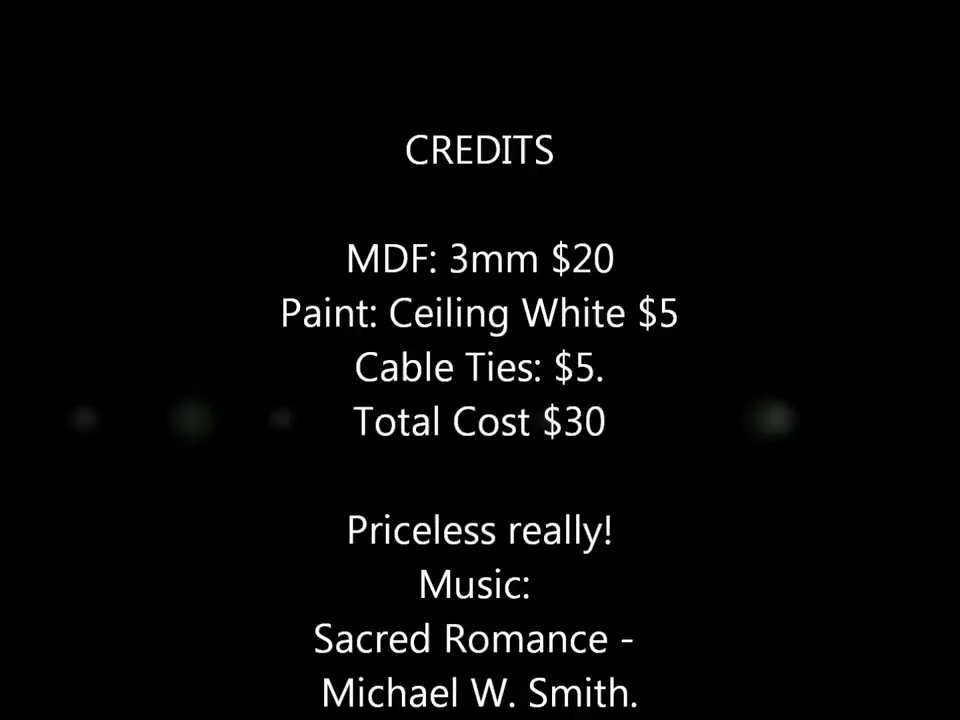 CREDITS
MDF: 3mm $20
Paint: Ceiling White $5
Cable Ties: $5.
Total Cost $30
Priceless really!
Music:
Sacred Romance -
Michael W. Smith.